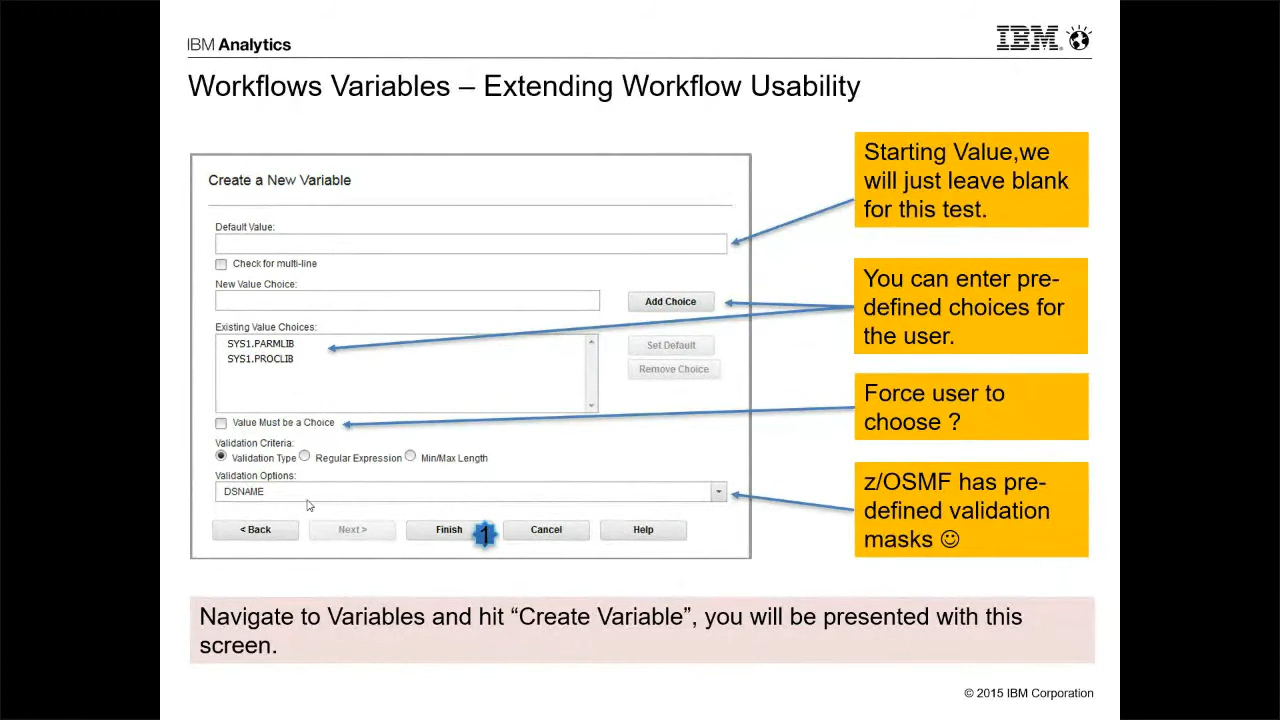 IBM Analytics
IBM
Workflows Variables – Extending Workflow Usability
Create a New Variable
Default Value:
Check for multi-line
New Value Choice:
Add Choice
Existing Value Choices:
SYS1.PARMLIB
SYS1.PROCLIB
Set Default
Remove Choice
Value Must be a Choice
Validation Criteria:
Validation Type Regular Expression Min/Max Length
Validation Options:
DSNAME
< Back Next > Finish 1 Cancel Help
Starting Value,we
will just leave blank
for this test.
You can enter pre-
defined choices for
the user.
Force user to
choose ?
z/OSMF has pre-
defined validation
masks ☺
Navigate to Variables and hit “Create Variable”, you will be presented with this
screen.
© 2015 IBM Corporation